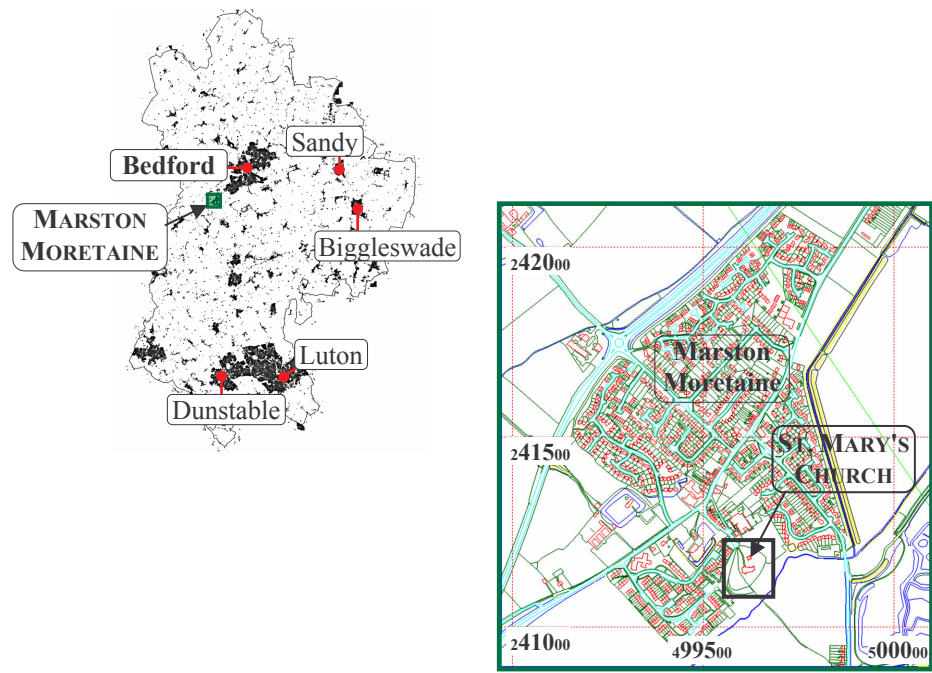 Sandy
Bedford
MARSTON
MORETAINE
Biggleswade
Luton
Dunstable
242000
Marston
Moretaine
241500
ST. MARY'S
CHURCH
241000
499500
500000